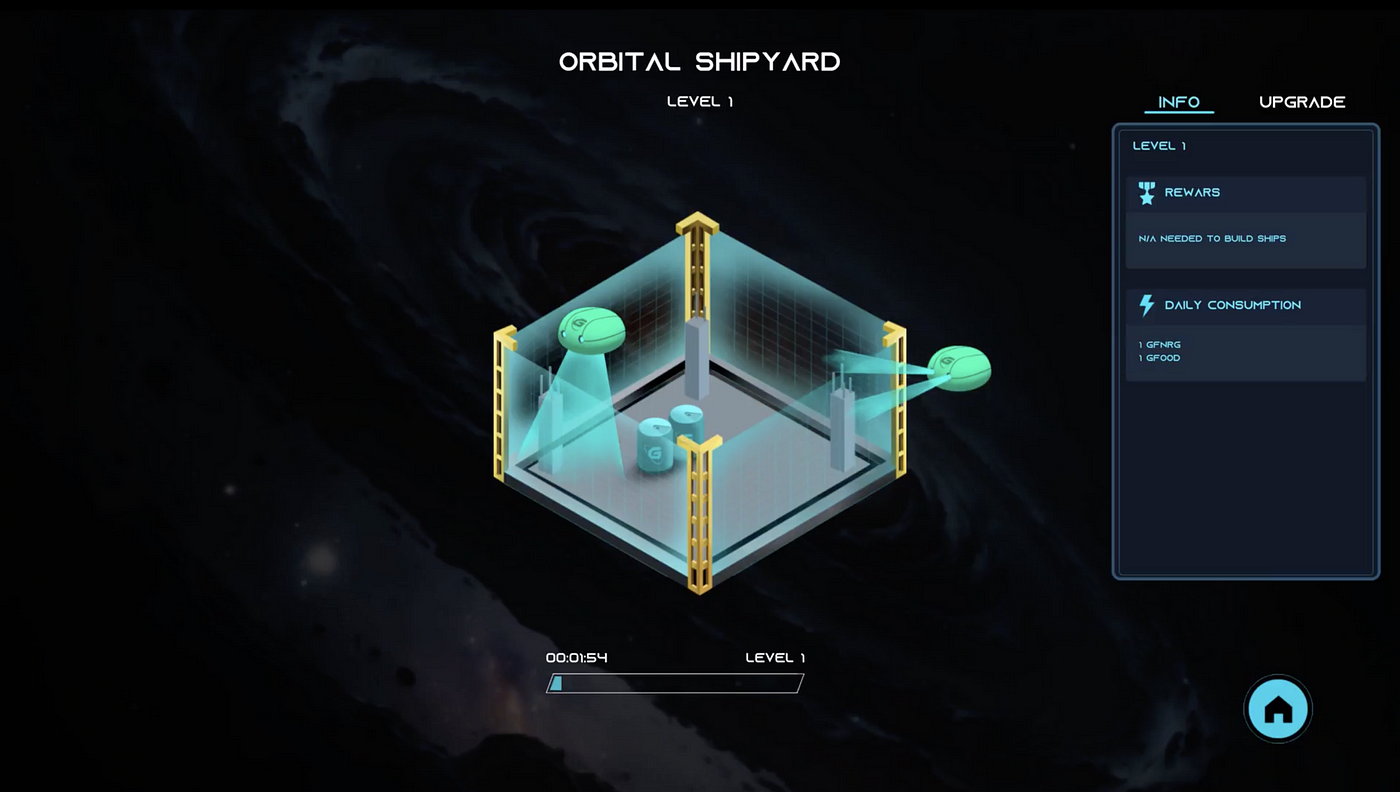 ORBITAL SHIPYARD
LEVEL 1
INFO
UPGRADE
LEVEL 1
REWARS
N/A NEEDED TO BUILD SHIPS
DAILY CONSUMPTION
1 GFNRG
1 GFOOD
G
G
G
00:01:54
LEVEL 1